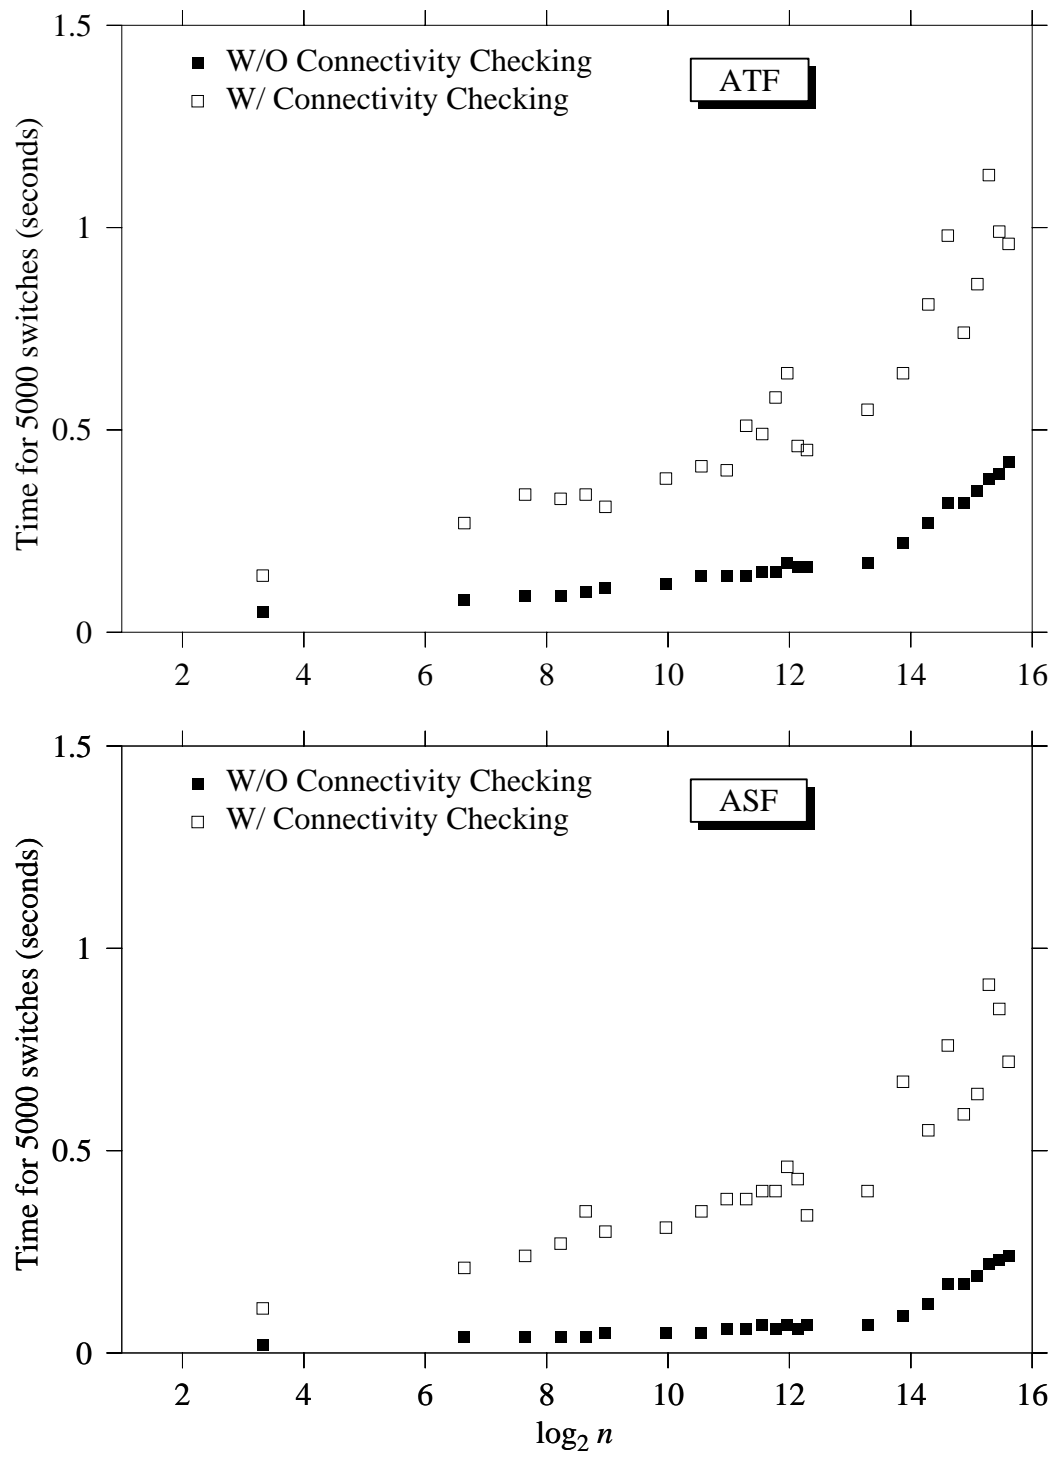 1.5
W/O Connectivity Checking
W/ Connectivity Checking
ATF
Time for 5000 switches (seconds)
1
0.5
0
2 4 6 8 10 12 14 16
1.5
W/O Connectivity Checking
W/ Connectivity Checking
ASF
Time for 5000 switches (seconds)
1
0.5
0
2 4 6 8 10 12 14 16
log₂ n